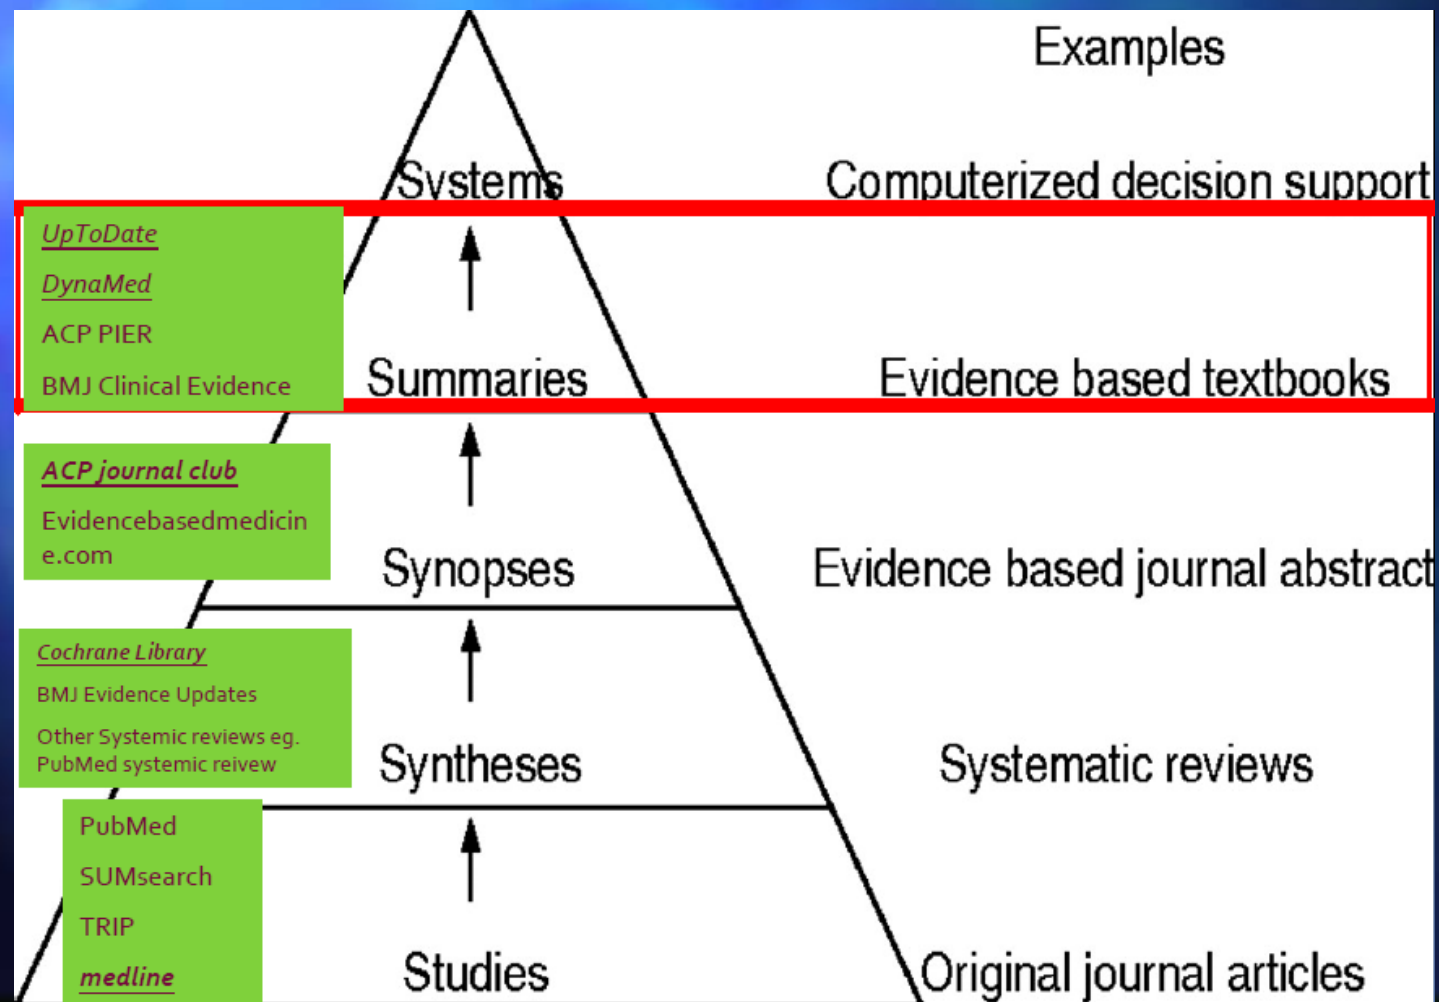 Examples
Systems
Computerized decision support
UpToDate
DynaMed
ACP PIER
BMJ Clinical Evidence
Summaries
Evidence based textbooks
ACP journal club
Evidencebasedmedicin
e.com
Synopses
Evidence based journal abstract
Cochrane Library
BMJ Evidence Updates
Other Systemic reviews eg.
PubMed systemic reivew
Syntheses
Systematic reviews
PubMed
SUMsearch
TRIP
medline
Studies
Original journal articles